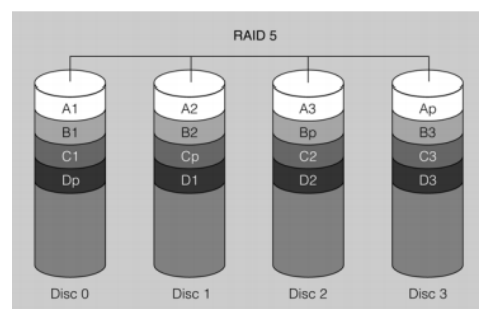 RAID 5
A1 A2 A3 Ap
B1 B2 Bp B3
C1 Cp C2 C3
Dp D1 D2 D3
Disc 0 Disc 1 Disc 2 Disc 3